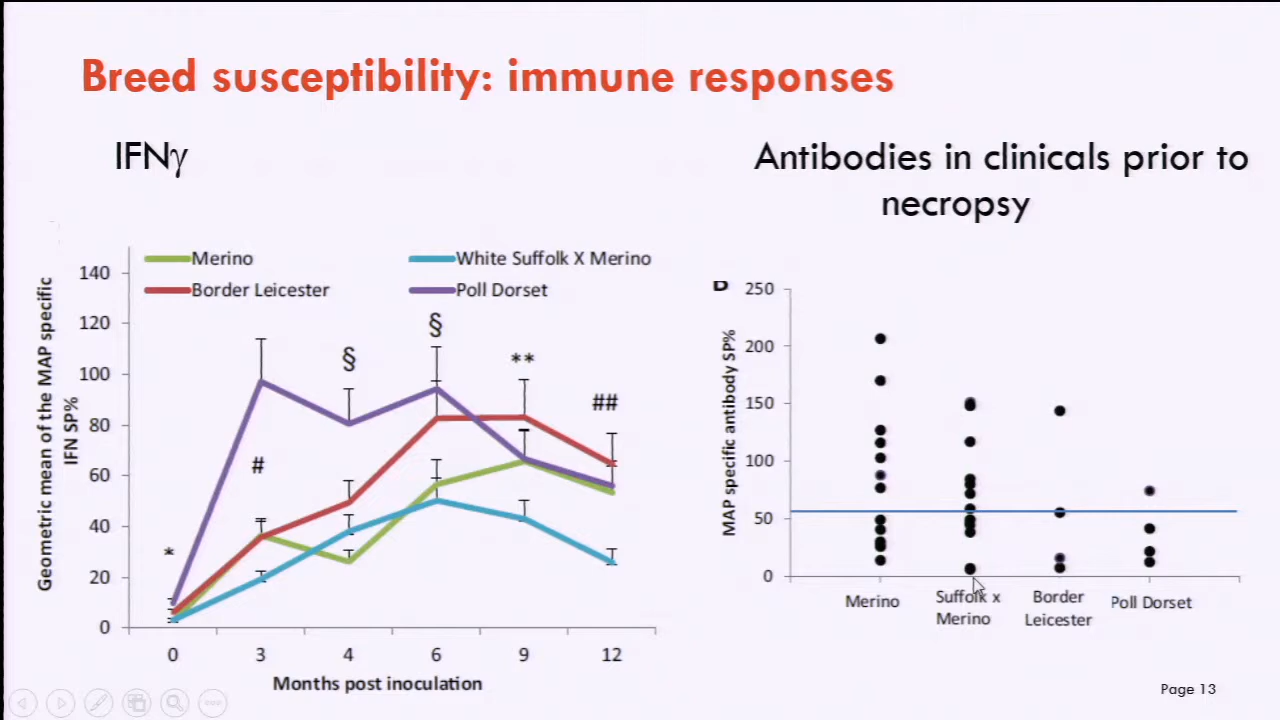 Breed susceptibility: immune responses
IFNγ
Antibodies in clinicals prior to
necropsy
Geometric mean of the MAP specific
IFN SP%
140
120
100
80
60
40
20
0
Merino
White Suffolk X Merino
Border Leicester
Poll Dorset
*
#
§
§
**
##
0 3 4 6 9 12
Months post inoculation
MAP specific antibody SP%
250
200
150
100
50
0
Merino
Suffolk x
Merino
Border
Leicester
Poll Dorset
Page 13